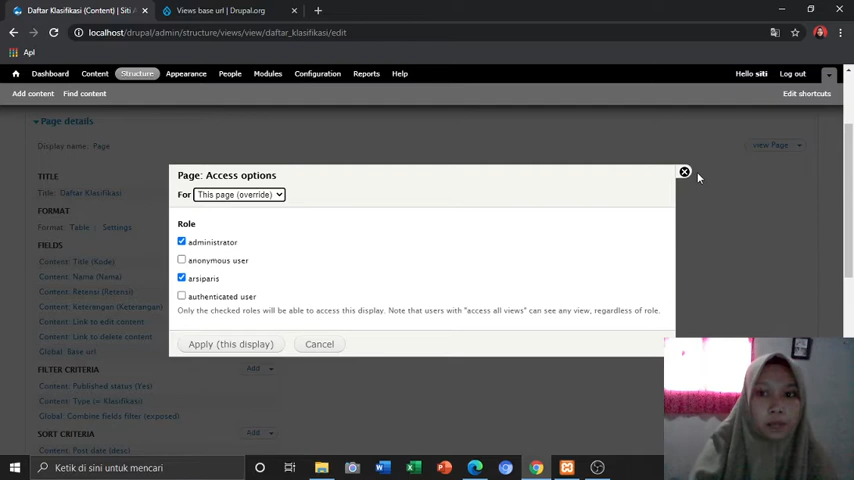 Daftar Klasifikasi (Content) | Siti A
Views base url | Drupal.org
localhost/drupal/admin/structure/views/view/daftar_klasifikasi/edit
Apl
Dashboard Content Structure Appearance People Modules Configuration Reports Help
Hello siti Log out
Add content Find content
Edit shortcuts
Page details
Display name: Page
view Page
TITLE
Title: Daftar Klasifikasi
FORMAT
Format: Table | Settings
FIELDS
Content: Title (Kode)
Content: Nama (Nama)
Content: Retensi (Retensi)
Content: Keterengan (Keterengan)
Content: Link to edit content
Content: Link to delete content
Global: Base url
FILTER CRITERIA
Add
Content: Published status (Yes)
Content: Type (= Klasifikasi)
Global: Combine fields filter (exposed)
SORT CRITERIA
Add
Content: Post date (desc)
Page: Access options
For This page (override)
Role
administrator
anonymous user
arsiparis
authenticated user
Only the checked roles will be able to access this display. Note that users with "access all views" can see any view, regardless of role.
Apply (this display) Cancel
Ketik di sini untuk mencari